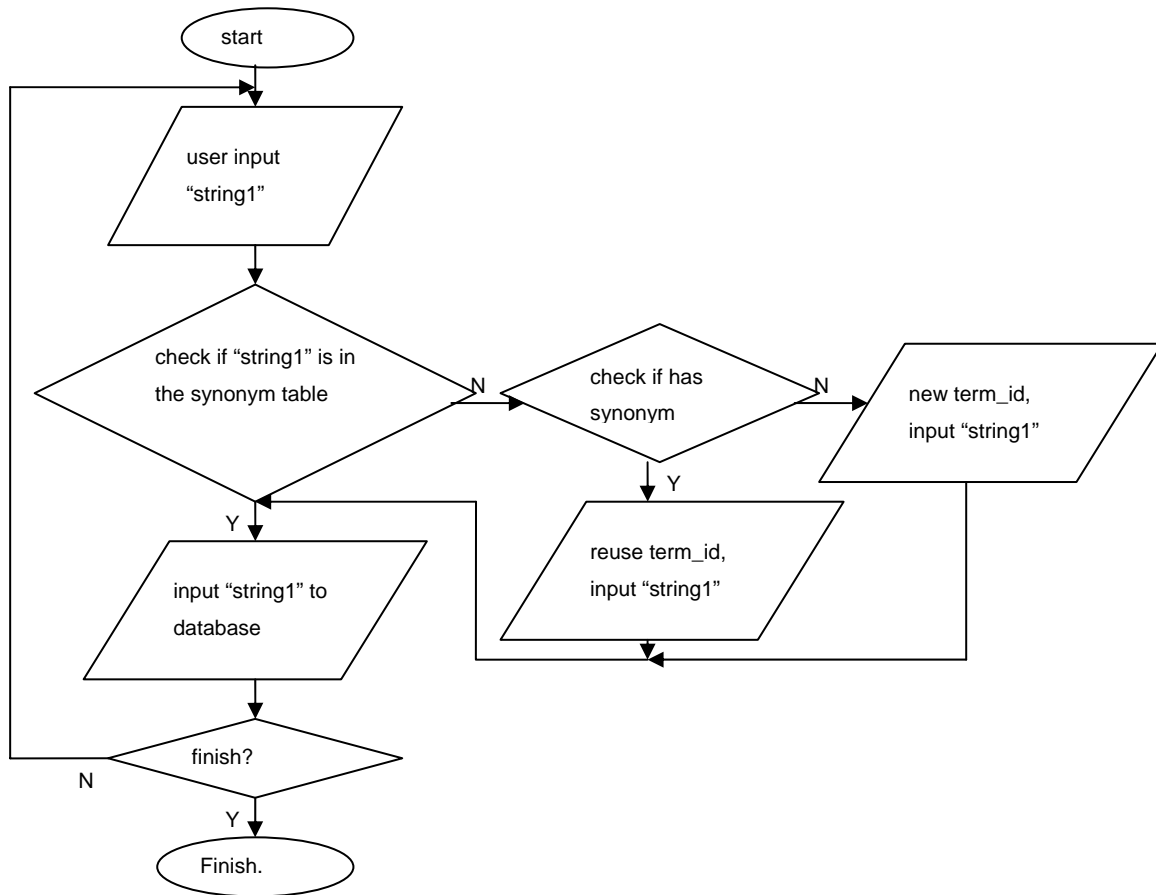 start
user input
“string1”
check if “string1” is in
the synonym table
N
check if has
synonym
N
new term_id,
input “string1”
Y
reuse term_id,
input “string1”
Y
input “string1” to
database
finish?
N
Y
Finish.